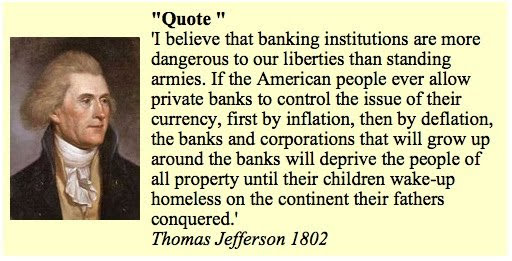 "Quote "
'I believe that banking institutions are more
dangerous to our liberties than standing
armies. If the American people ever allow
private banks to control the issue of their
currency, first by inflation, then by deflation,
the banks and corporations that will grow up
around the banks will deprive the people of
all property until their children wake-up
homeless on the continent their fathers
conquered.'
Thomas Jefferson 1802